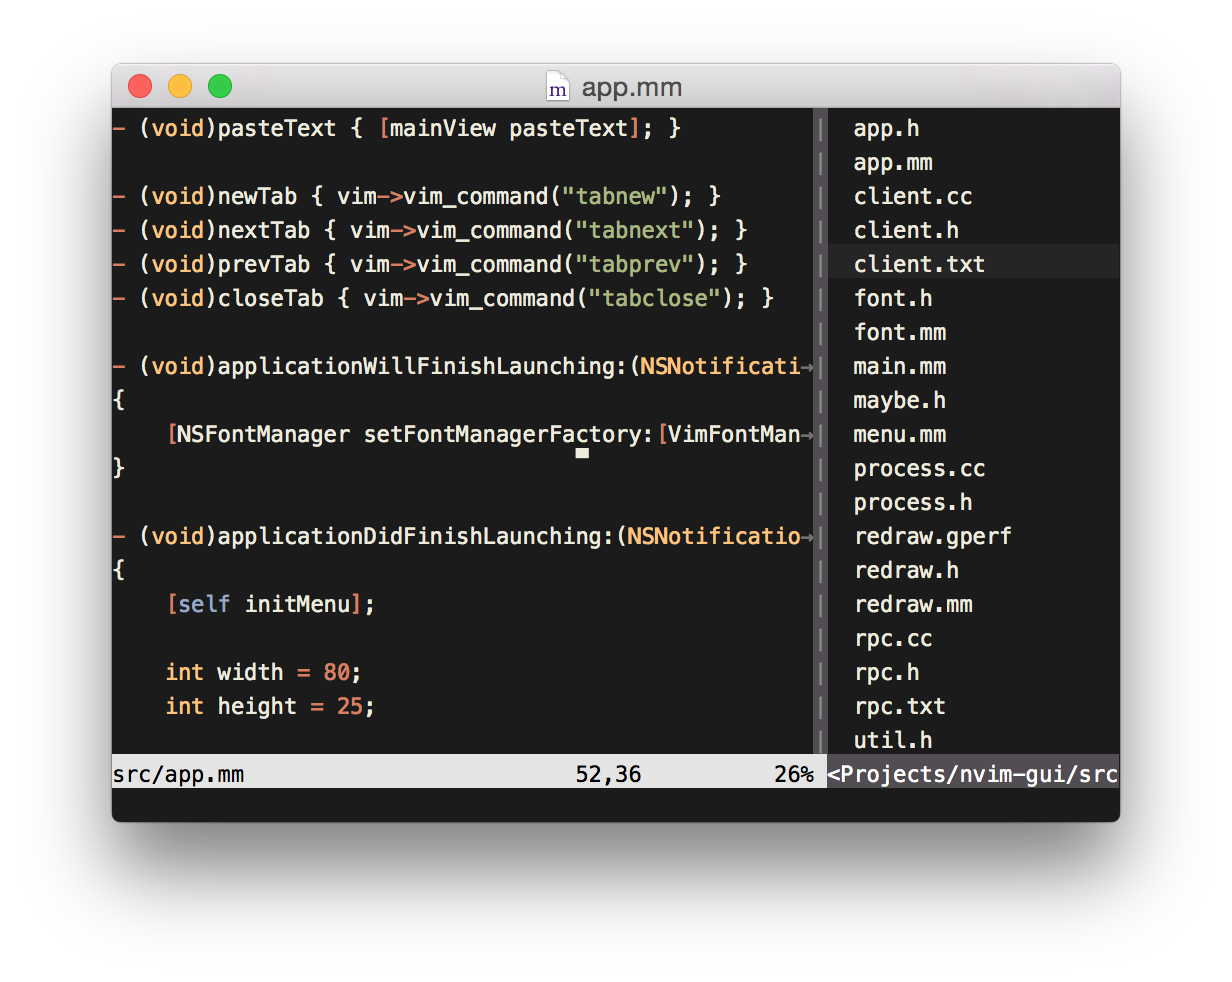 m app.mm
- (void)pasteText { [mainView pasteText]; }
- (void)newTab { vim->vim_command("tabnew"); }
- (void)nextTab { vim->vim_command("tabnext"); }
- (void)prevTab { vim->vim_command("tabprev"); }
- (void)closeTab { vim->vim_command("tabclose"); }
- (void)applicationWillFinishLaunching:(NSNotificati→
{
    [NSFontManager setFontManagerFactory:[VimFontMan→
}
- (void)applicationDidFinishLaunching:(NSNotificatio→
{
    [self initMenu];
    int width = 80;
    int height = 25;
src/app.mm 52,36 26%
app.h
app.mm
client.cc
client.h
client.txt
font.h
font.mm
main.mm
maybe.h
menu.mm
process.cc
process.h
redraw.gperf
redraw.h
redraw.mm
rpc.cc
rpc.h
rpc.txt
util.h
<Projects/nvim-gui/src